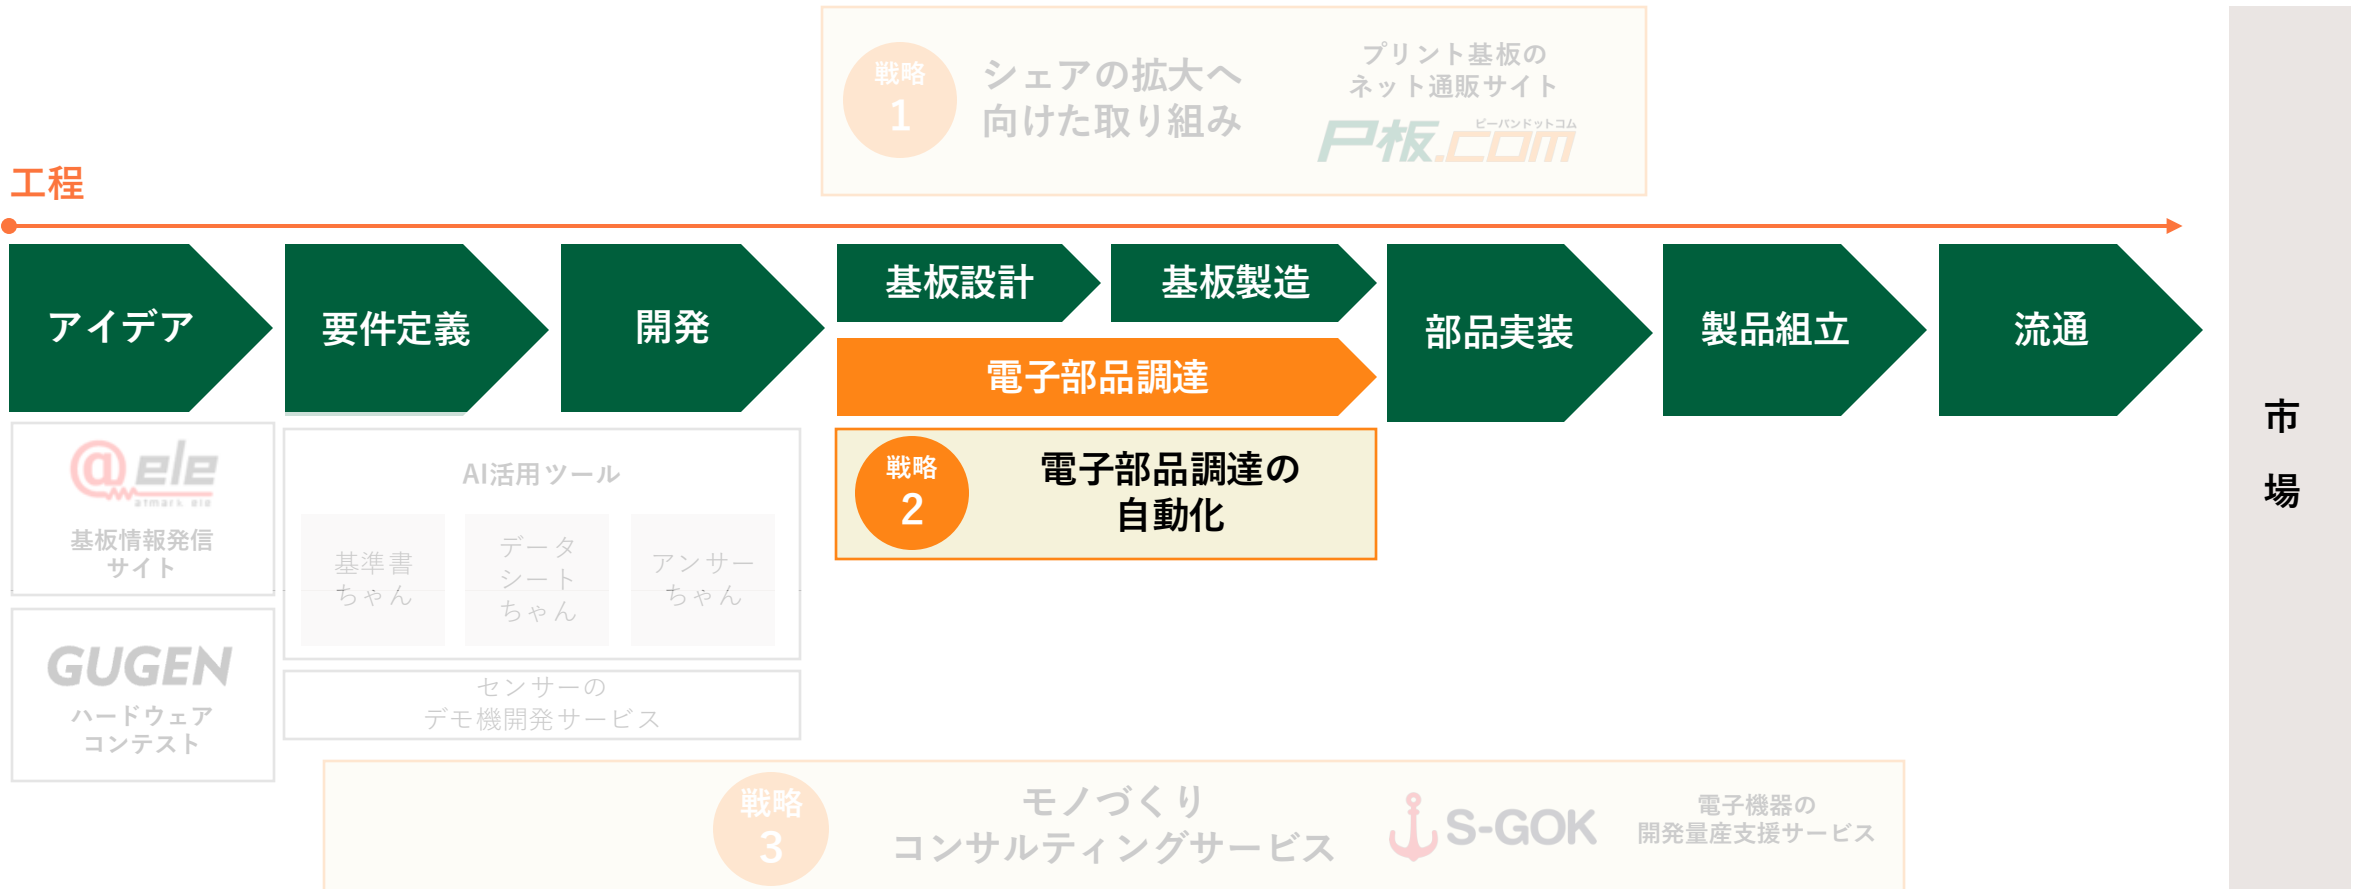 戦略
1
シェアの拡大へ
向けた取り組み
プリント基板の
ネット通販サイト
ピーバンドットコム
P板.com
工程
アイデア
要件定義
開発
基板設計
基板製造
電子部品調達
部品実装
製品組立
流通
市
場
@ele
atmark ele
基板情報発信
サイト
GUGEN
ハードウェア
コンテスト
AI活用ツール
基準書
ちゃん
データ
シート
ちゃん
アンサー
ちゃん
センサーの
デモ機開発サービス
戦略
2
電子部品調達の
自動化
戦略
3
モノづくり
コンサルティングサービス
S-GOK
電子機器の
開発量産支援サービス